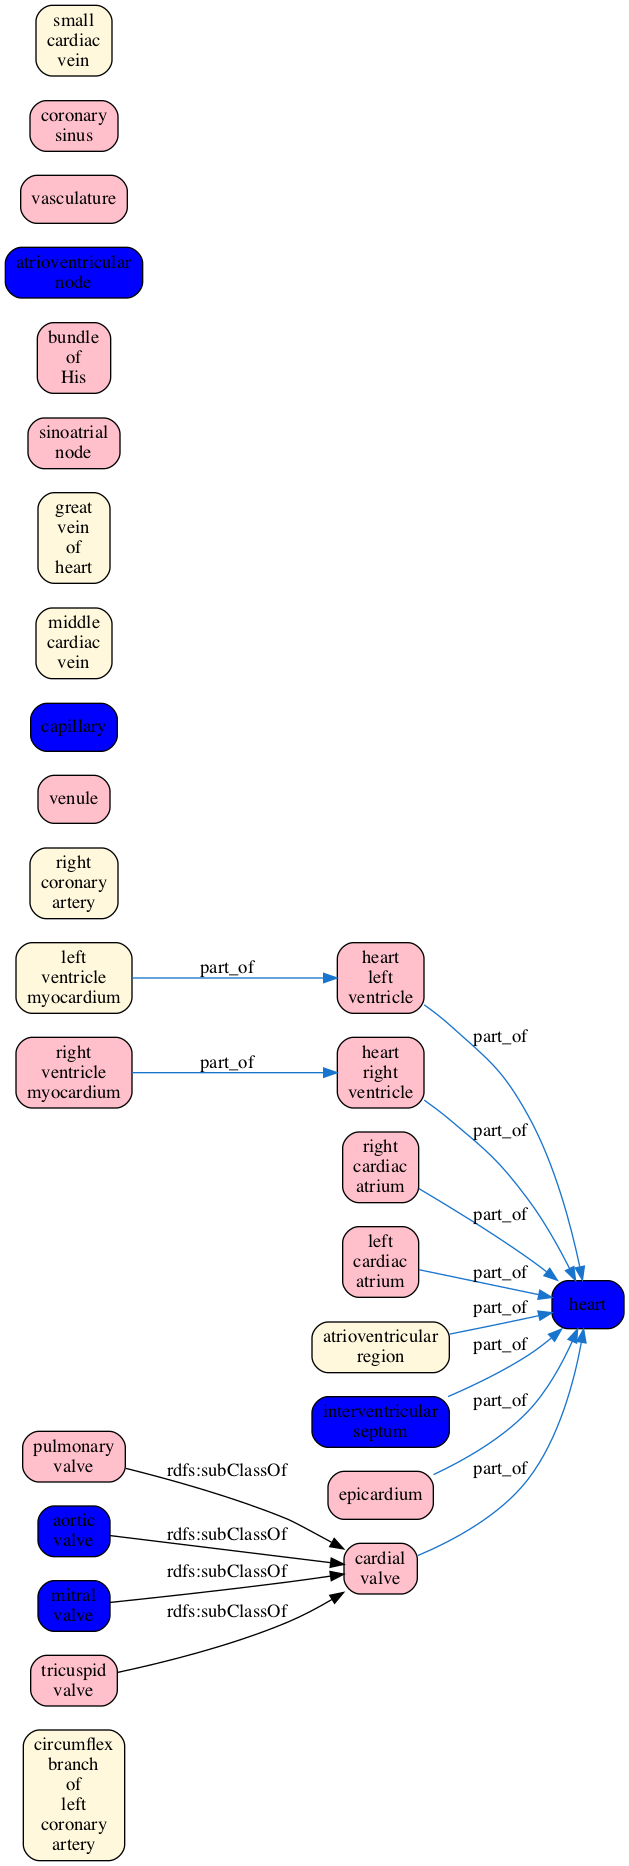 small
cardiac
vein
coronary
sinus
vasculature
atrioventricular
node
bundle
of
His
sinoatrial
node
great
vein
of
heart
middle
cardiac
vein
capillary
venule
right
coronary
artery
left
ventricle
myocardium
part_of
heart
left
ventricle
part_of
right
ventricle
myocardium
part_of
heart
right
ventricle
part_of
right
cardiac
atrium
part_of
left
cardiac
atrium
part_of
heart
atrioventricular
region
part_of
interventricular
septum
part_of
epicardium
part_of
pulmonary
valve
rdfs:subClassOf
aortic
valve
rdfs:subClassOf
mitral
valve
rdfs:subClassOf
tricuspid
valve
rdfs:subClassOf
cardial
valve
part_of
circumflex
branch
of
left
coronary
artery